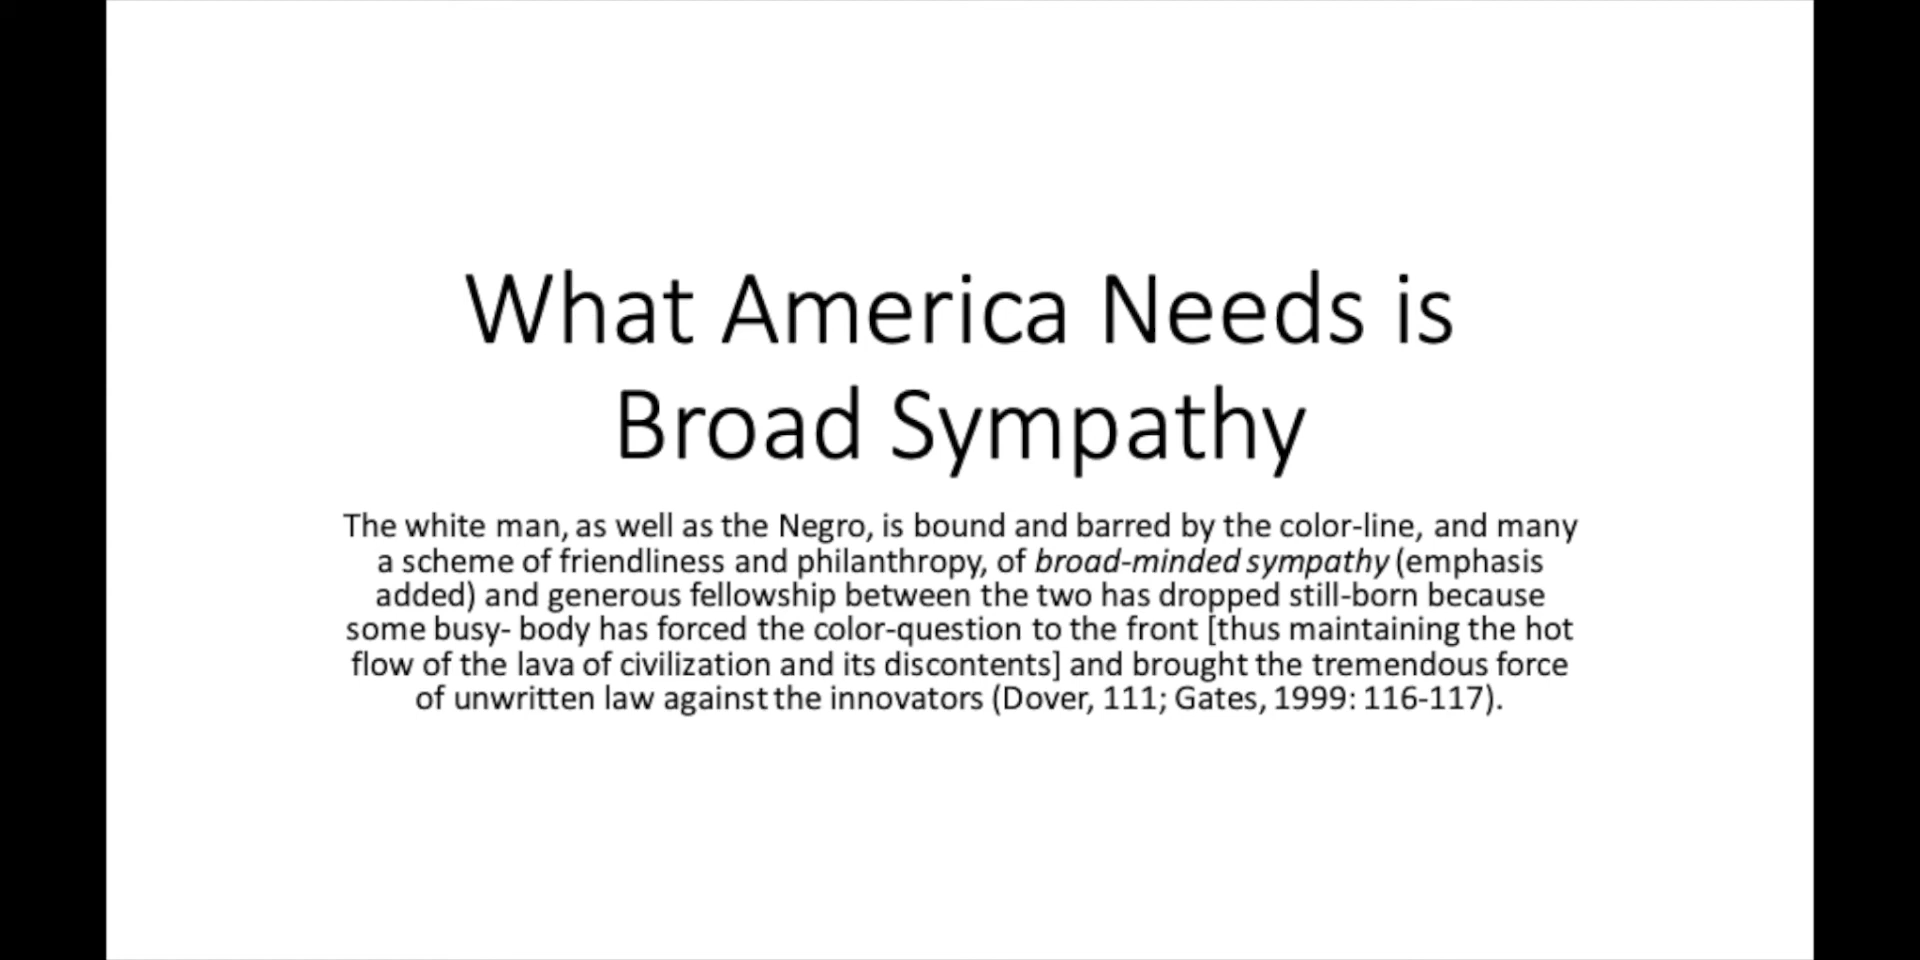 What America Needs is
Broad Sympathy
The white man, as well as the Negro, is bound and barred by the color-line, and many
a scheme of friendliness and philanthropy, of broad-minded sympathy (emphasis
added) and generous fellowship between the two has dropped still-born because
some busy- body has forced the color-question to the front [thus maintaining the hot
flow of the lava of civilization and its discontents] and brought the tremendous force
of unwritten law against the innovators (Dover, 111; Gates, 1999: 116-117).